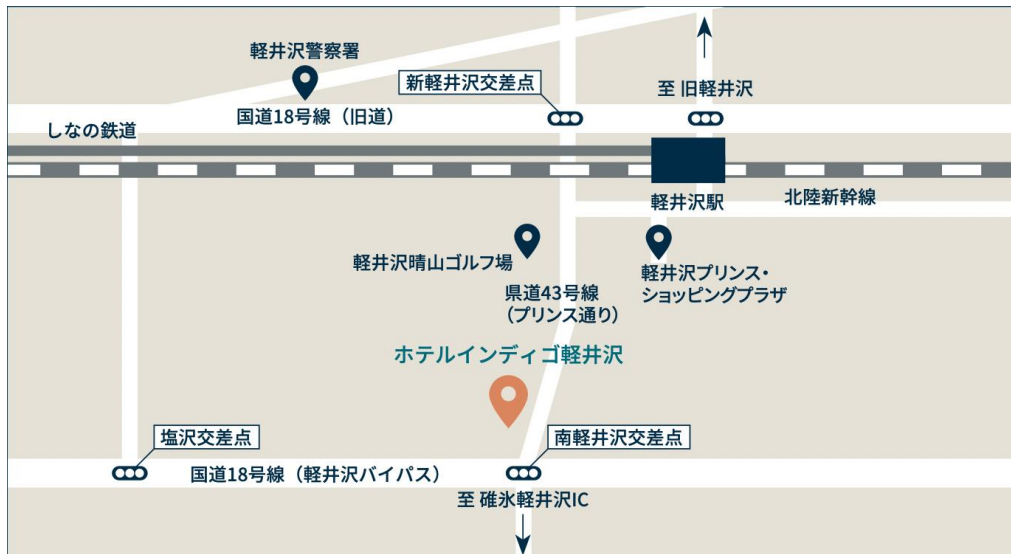 軽井沢警察署
新軽井沢交差点
至 旧軽井沢
国道18号線（旧道）
しなの鉄道
軽井沢駅
北陸新幹線
軽井沢晴山ゴルフ場
軽井沢プリンス・
ショッピングプラザ
県道43号線
（プリンス通り）
ホテルインディゴ軽井沢
塩沢交差点
南軽井沢交差点
国道18号線（軽井沢バイパス）
至 碓氷軽井沢IC